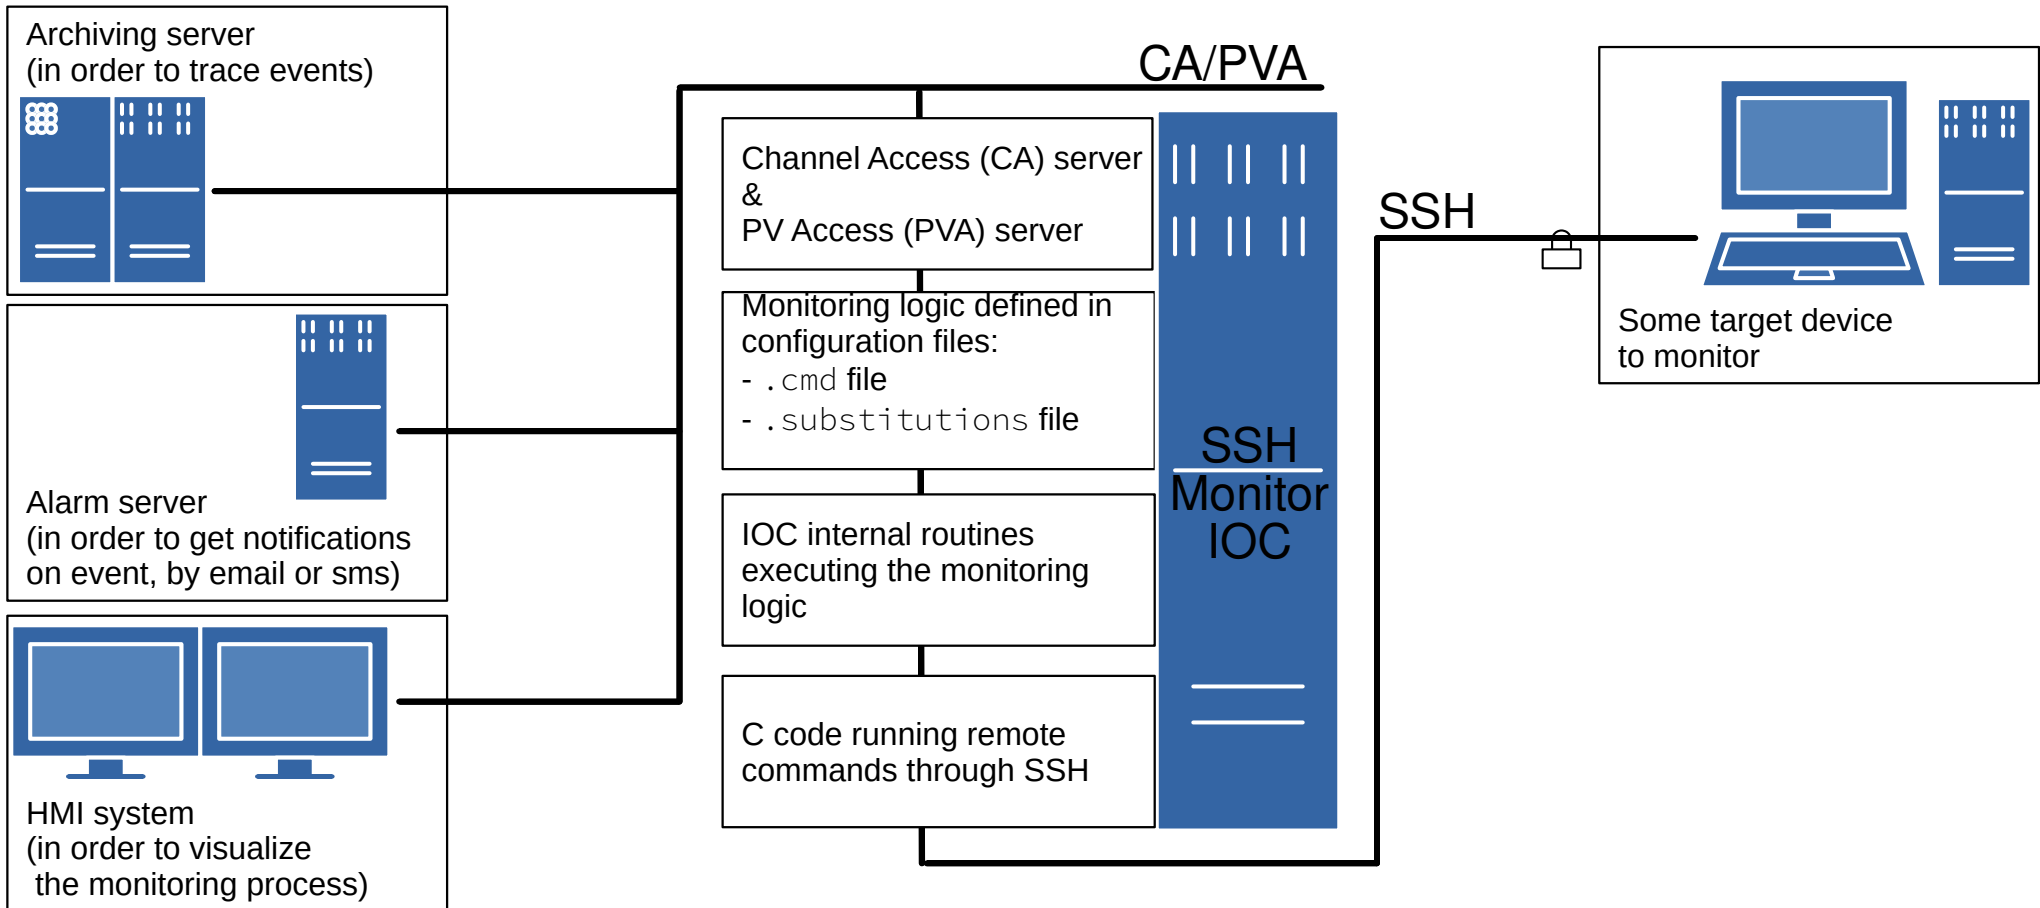 Archiving server
(in order to trace events)
Alarm server
(in order to get notifications
on event, by email or sms)
HMI system
(in order to visualize
the monitoring process)
CA/PVA
Channel Access (CA) server
&
PV Access (PVA) server
Monitoring logic defined in
configuration files:
- .cmd file
- .substitutions file
IOC internal routines
executing the monitoring
logic
C code running remote
commands through SSH
SSH
Monitor
IOC
SSH
Some target device
to monitor